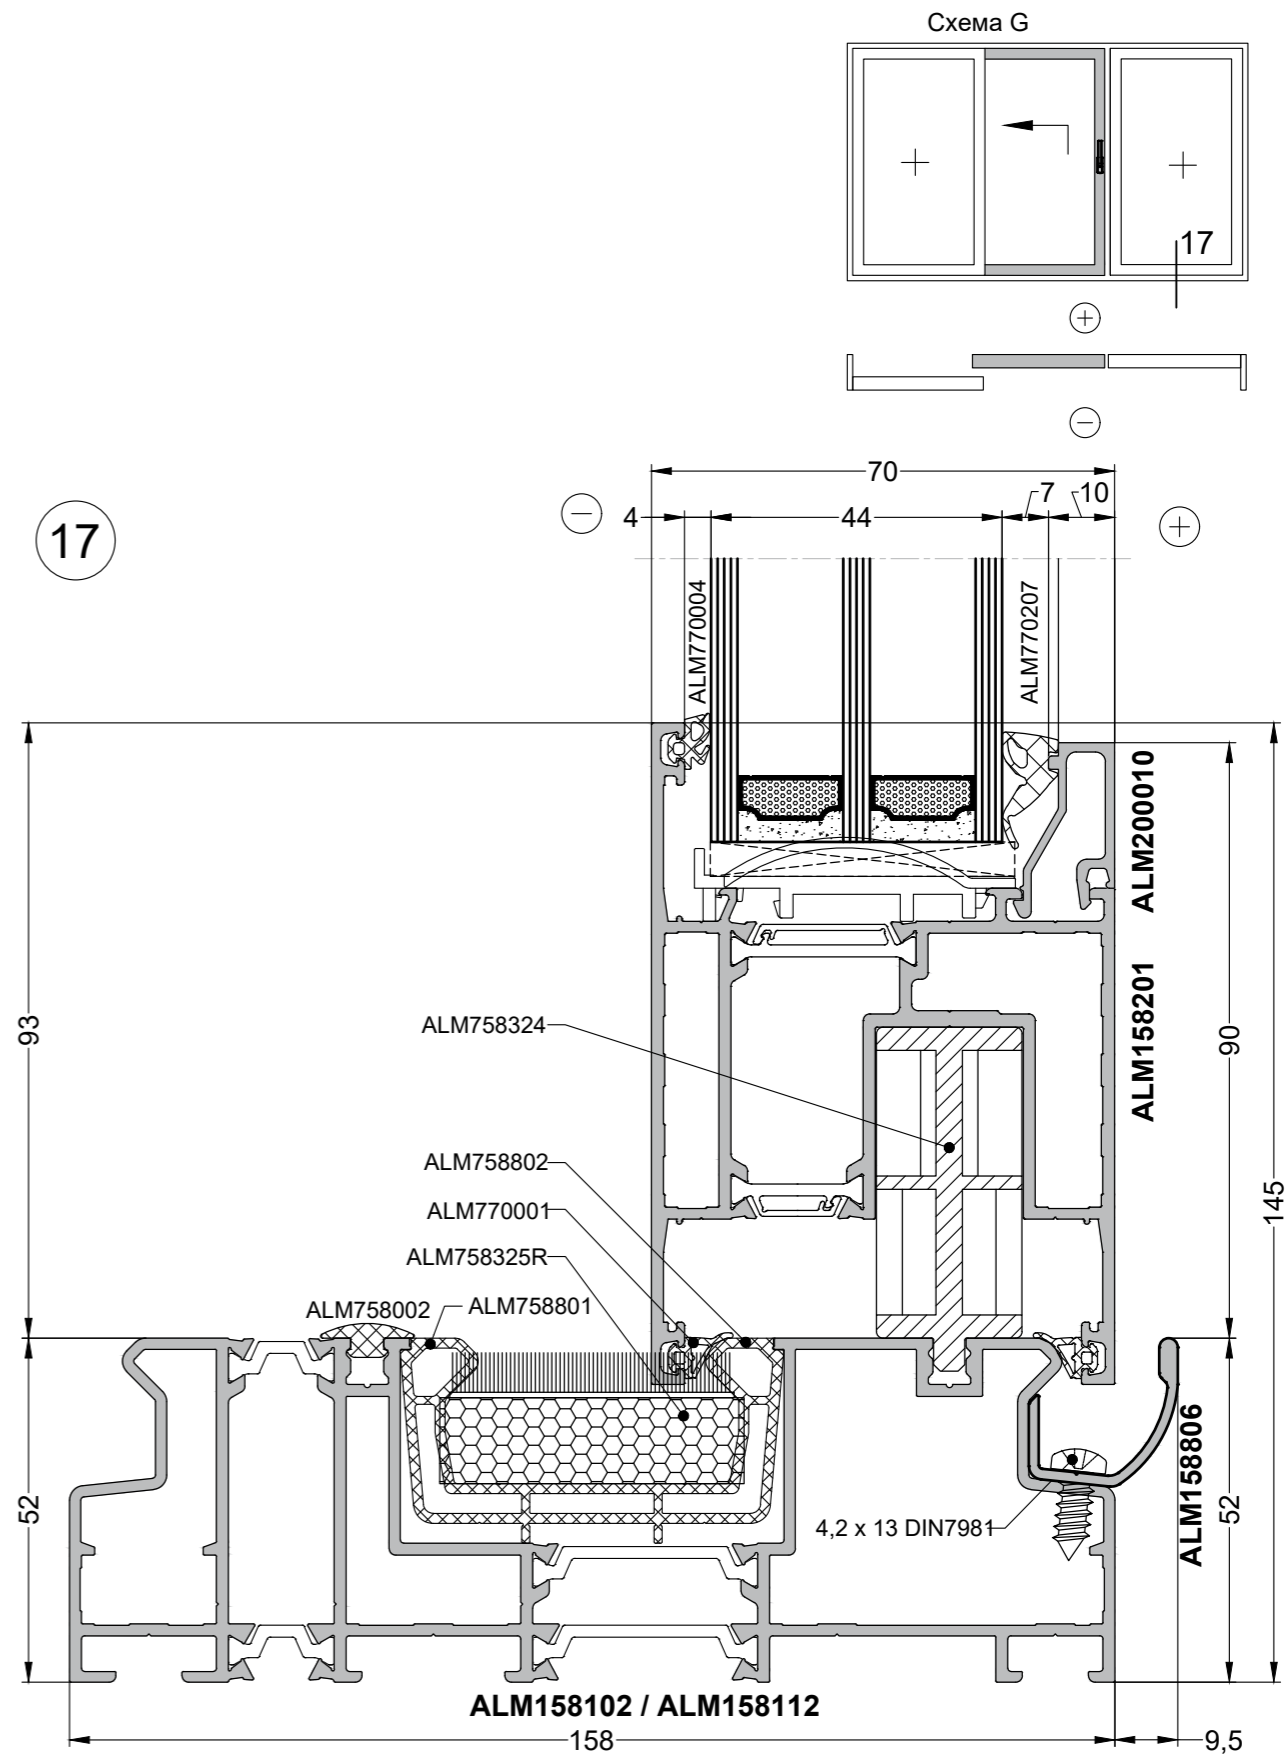 Схема G
17
17
70
4
44
7
10
ALM770004
ALM770207
ALM200010
ALM158201
93
90
145
ALM758324
ALM758802
ALM770001
ALM758325R
ALM758002
ALM758801
52
4,2 x 13 DIN7981
ALM158806
52
ALM158102 / ALM158112
158
9,5